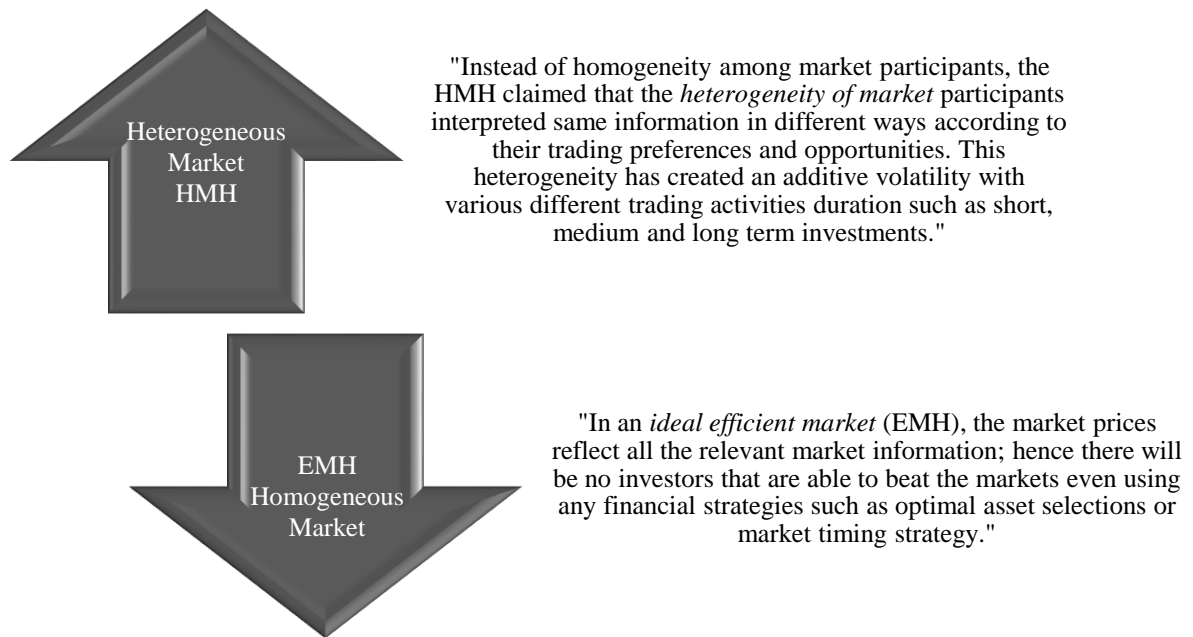 Heterogeneous
Market
HMH
"Instead of homogeneity among market participants, the
HMH claimed that the heterogeneity of market participants
interpreted same information in different ways according to
their trading preferences and opportunities. This
heterogeneity has created an additive volatility with
various different trading activities duration such as short,
medium and long term investments."
EMH
Homogeneous
Market
"In an ideal efficient market (EMH), the market prices
reflect all the relevant market information; hence there will
be no investors that are able to beat the markets even using
any financial strategies such as optimal asset selections or
market timing strategy."